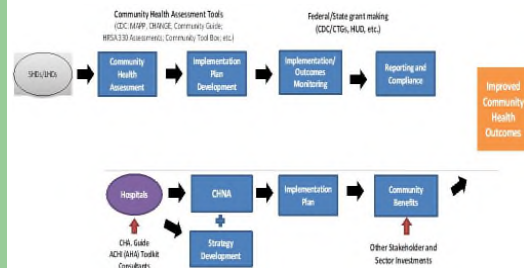 Community Health Assessment Tools
(CDC: MAPP, CHANGE, Community Guide;
HRSA 330 Assessments; Community Tool Box; etc.)
Federal/State grant making
(CDC/CTGs, HUD, etc.)
SHDs/LHDs
Community
Health
Assessment
Implementation
Plan
Development
Implementation/
Outcomes
Monitoring
Reporting and
Compliance
Improved
Community
Health
Outcomes
Hospitals
CHNA
Implementation
Plan
Community
Benefits
Strategy
Development
CHA. Guide
ACHI (AHA) Toolkit
Consultants
Other Stakeholder and
Sector Investments